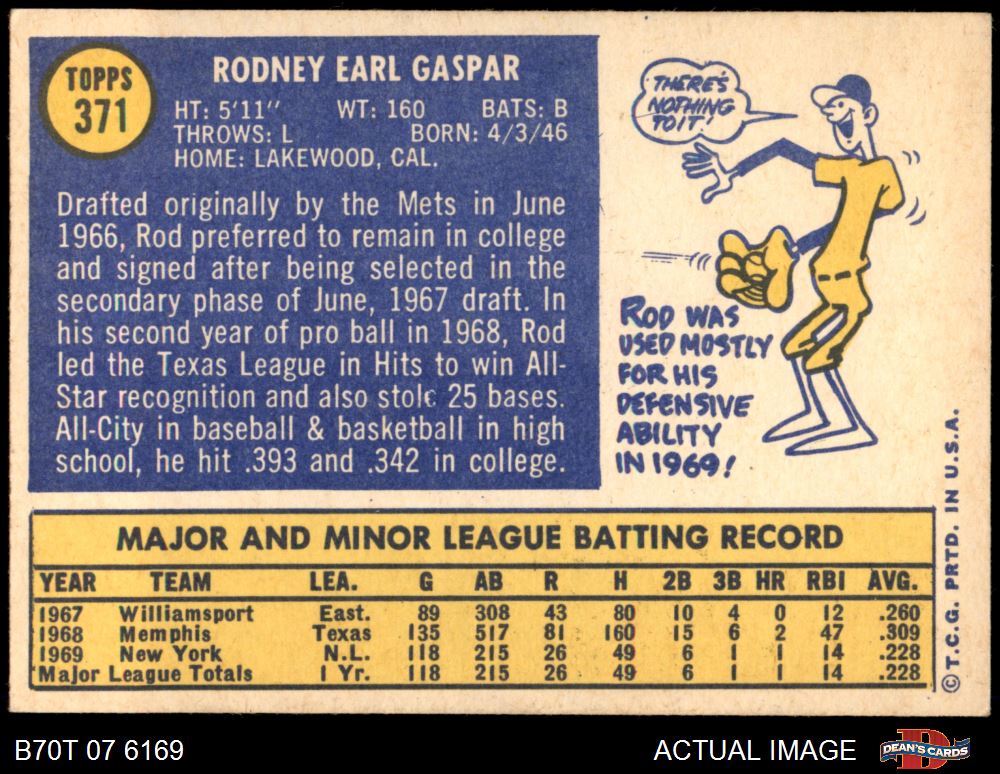 TOPPS
371
RODNEY EARL GASPAR
HT: 5'11" WT: 160 BATS: B
THROWS: L BORN: 4/3/46
HOME: LAKEWOOD, CAL.
Drafted originally by the Mets in June
1966, Rod preferred to remain in college
and signed after being selected in the
secondary phase of June, 1967 draft. In
his second year of pro ball in 1968, Rod
led the Texas League in Hits to win All-
Star recognition and also stole 25 bases.
All-City in baseball & basketball in high
school, he hit .393 and .342 in college.
THERE'S
NOTHING
TO IT!
ROD WAS
USED MOSTLY
FOR HIS
DEFENSIVE
ABILITY
IN 1969!
MAJOR AND MINOR LEAGUE BATTING RECORD
YEAR TEAM LEA. G AB R H 2B 3B HR RBI AVG.
1967 Williamsport East. 89 308 43 80 10 4 0 12 .260
1968 Memphis Texas 135 517 81 160 15 6 2 47 .309
1969 New York N.L. 118 215 26 49 6 1 1 14 .228
Major League Totals 1 Yr. 118 215 26 49 6 1 1 14 .228
©T.C.G. PRTD. IN U.S.A.
B70T 07 6169 ACTUAL IMAGE
D
DEAN'S CARDS